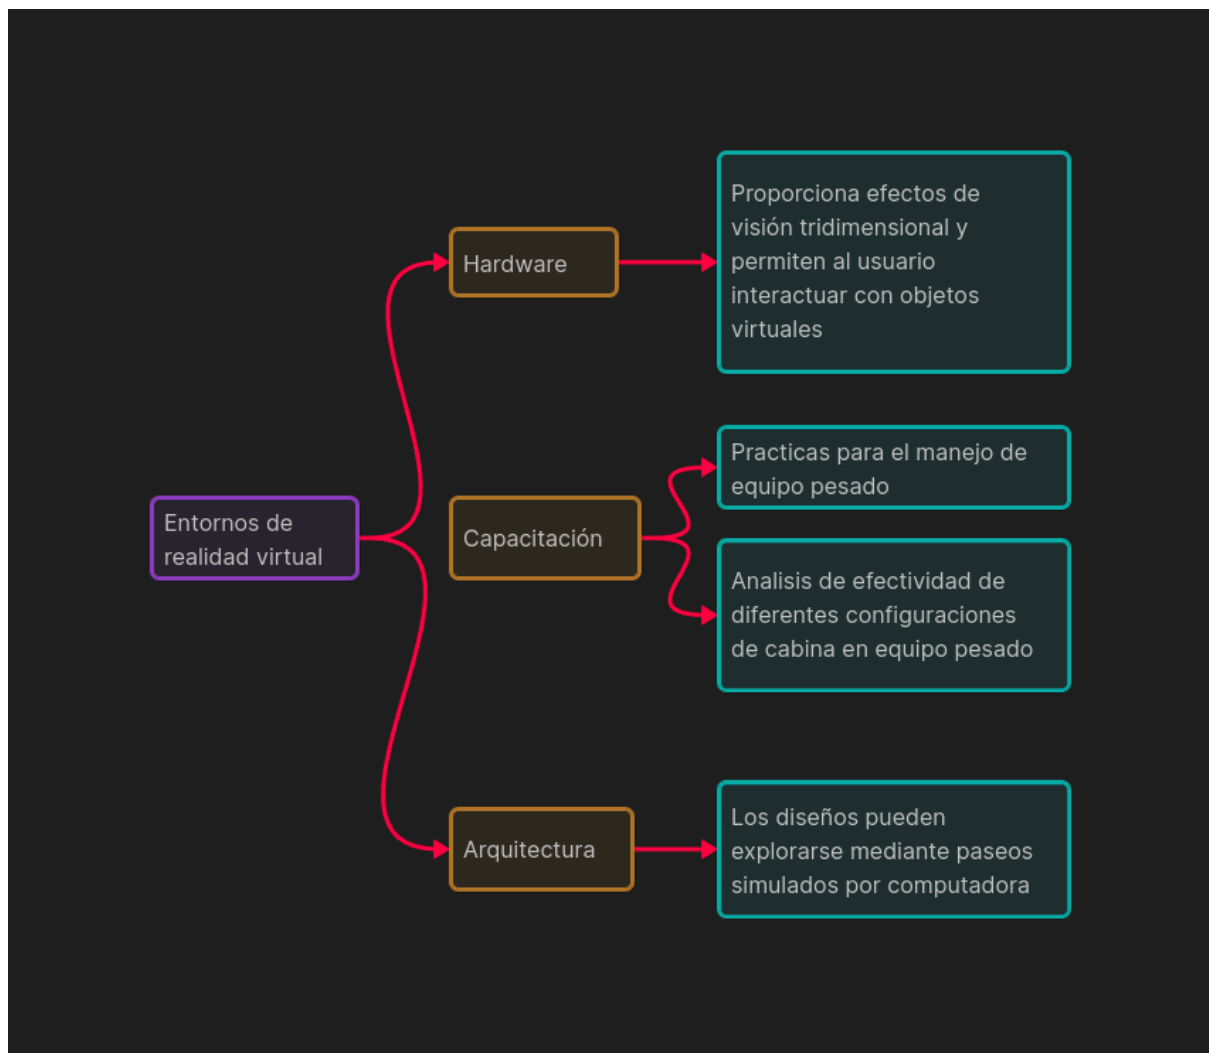 Entornos de
realidad virtual
Hardware
Proporciona efectos de
visión tridimensional y
permiten al usuario
interactuar con objetos
virtuales
Capacitación
Practicas para el manejo de
equipo pesado
Analisis de efectividad de
diferentes configuraciones
de cabina en equipo pesado
Arquitectura
Los diseños pueden
explorarse mediante paseos
simulados por computadora